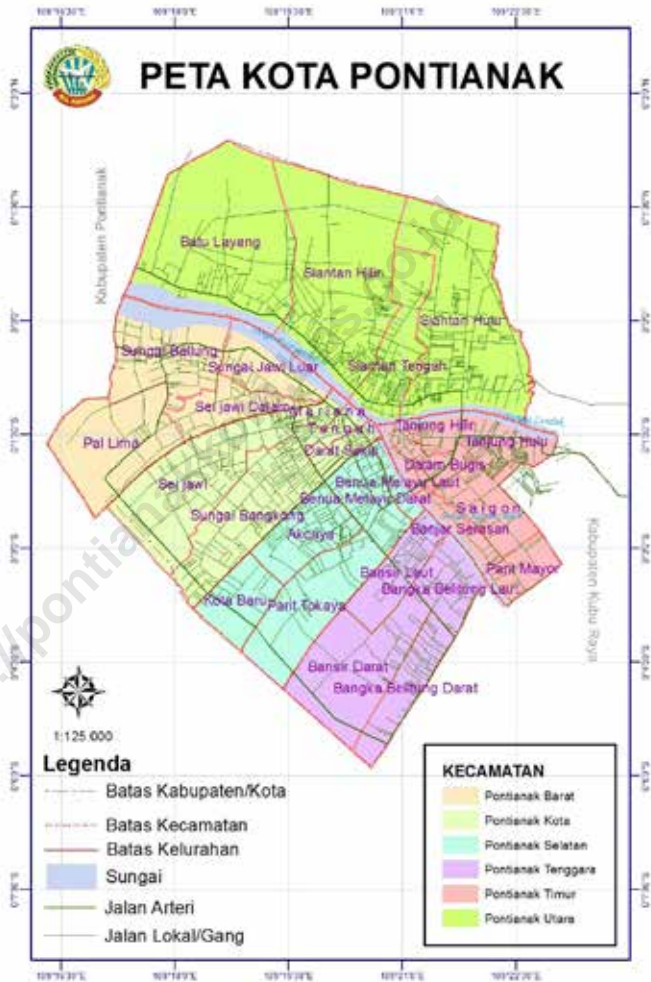 PETA KOTA PONTIANAK
Kabupaten Pontianak
Batu Layang
Siantan Hilir
Siantan Hulu
Sungai Beliung
Sungai Jawi Luar
Siantan Tengah
Sei jawi Dalam
Mariana
Tengah
Tanjung Hilir
Tanjung Hulu
Pal Lima
Darat Sekip
Dalam Bugis
Sei jawi
Benua Melayu Laut
Benua Melayu Darat
Saigon
Sungai Bangkong
Akcaya
Banjar Serasan
Kabupaten Kubu Raya
Bansir Laut
Parit Mayor
Bangka Belitung Lau
Kota Baru
Parit Tokaya
Bansir Darat
Bangka Belitung Darat
1:125 000
Legenda
Batas Kabupaten/Kota
Batas Kecamatan
Batas Kelurahan
Sungai
Jalan Arteri
Jalan Lokal/Gang
KECAMATAN
Pontianak Barat
Pontianak Kota
Pontianak Selatan
Pontianak Tenggara
Pontianak Timur
Pontianak Utara